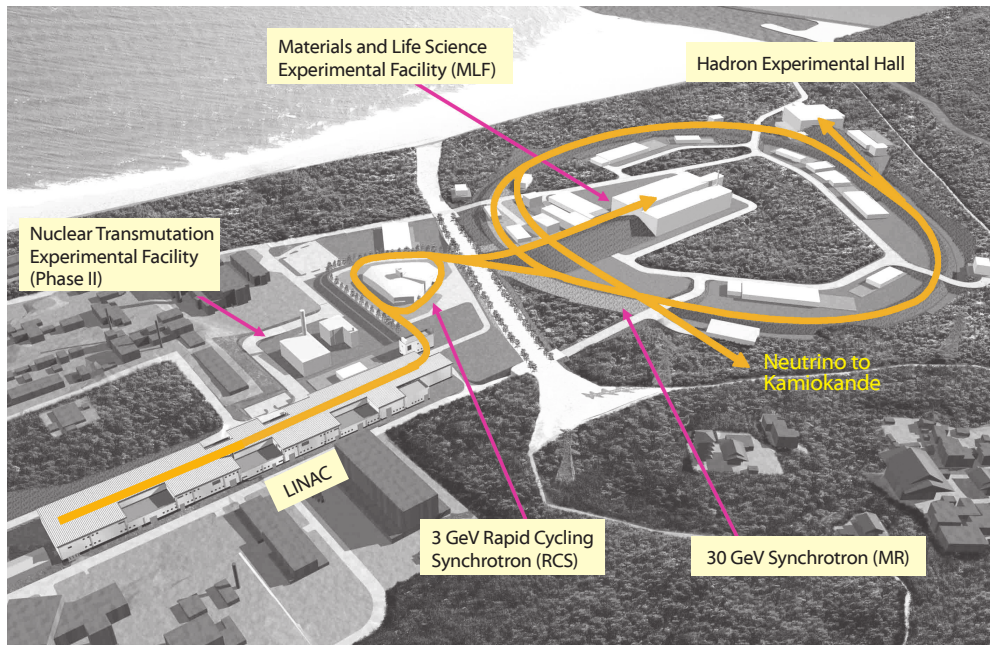 Materials and Life Science
Experimental Facility (MLF)
Hadron Experimental Hall
Nuclear Transmutation
Experimental Facility
(Phase II)
Neutrino to
Kamiokande
LINAC
3 GeV Rapid Cycling
Synchrotron (RCS)
30 GeV Synchrotron (MR)